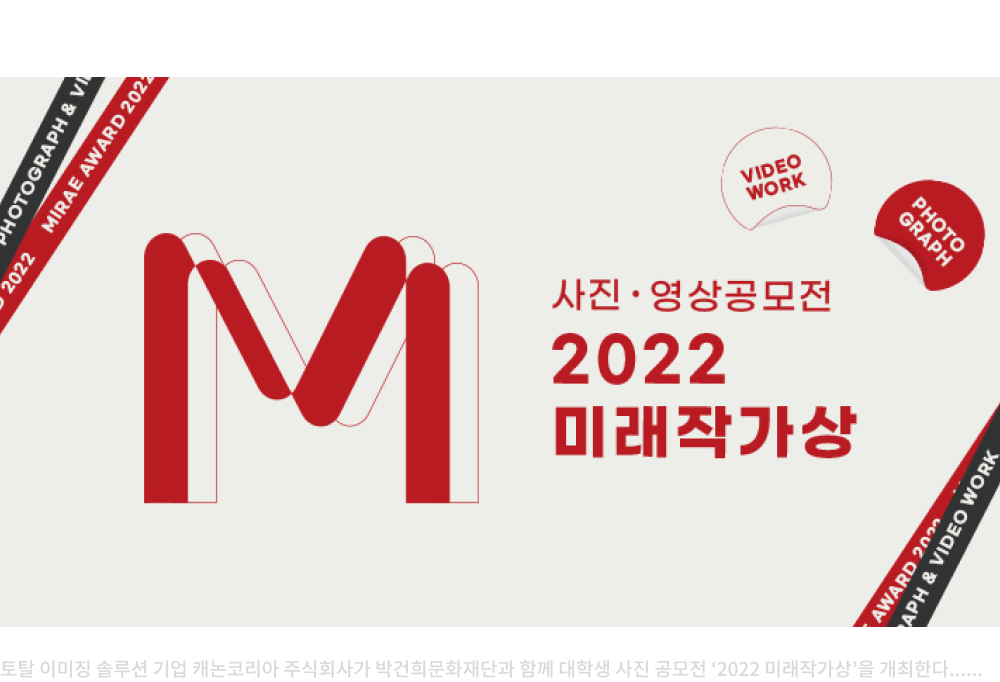 PHOTOGRAPH & VI
MIRAE AWARD 2022
2022
VIDEO
WORK
PHOTO
GRAPH
M
사진·영상공모전
2022
미래작가상
AWARD 2022
APH & VIDEO WORK
토탈 이미징 솔루션 기업 캐논코리아 주식회사가 박건희문화재단과 함께 대학생 사진 공모전 ‘2022 미래작가상’을 개최한다......